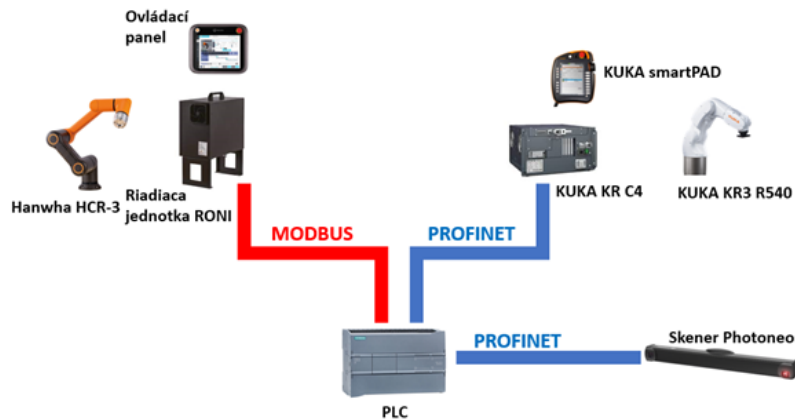 Ovládací
panel
KUKA smartPAD
Hanwha HCR-3
Riadiaca
jednotka RONI
KUKA KR C4
KUKA KR3 R540
MODBUS
PROFINET
PROFINET
Skener Photoneo
PLC